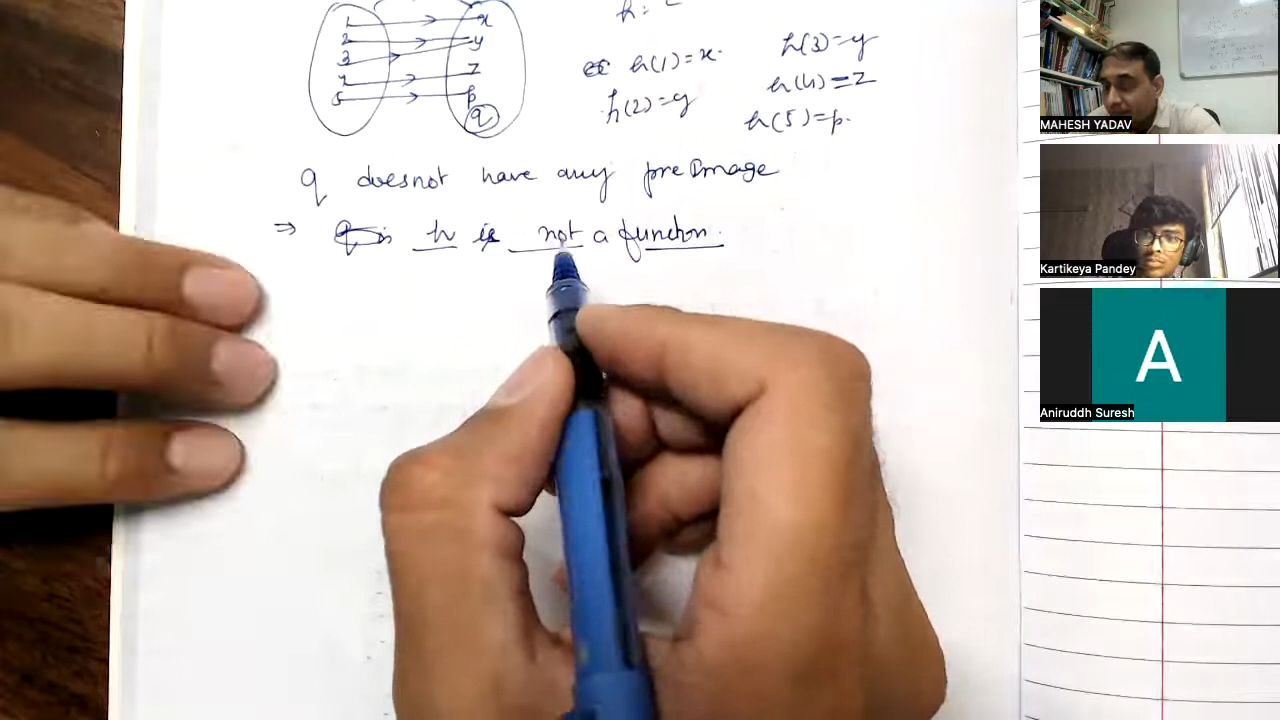 1 x
2 y
3 z
4 p
5 q
h:
h(1)=x. h(3)=y
h(2)=y h(4)=z
h(5)=p.
q doesnot have any preImage
⇒ h is not a function.
MAHESH YADAV
Kartikeya Pandey
A
Aniruddh Suresh